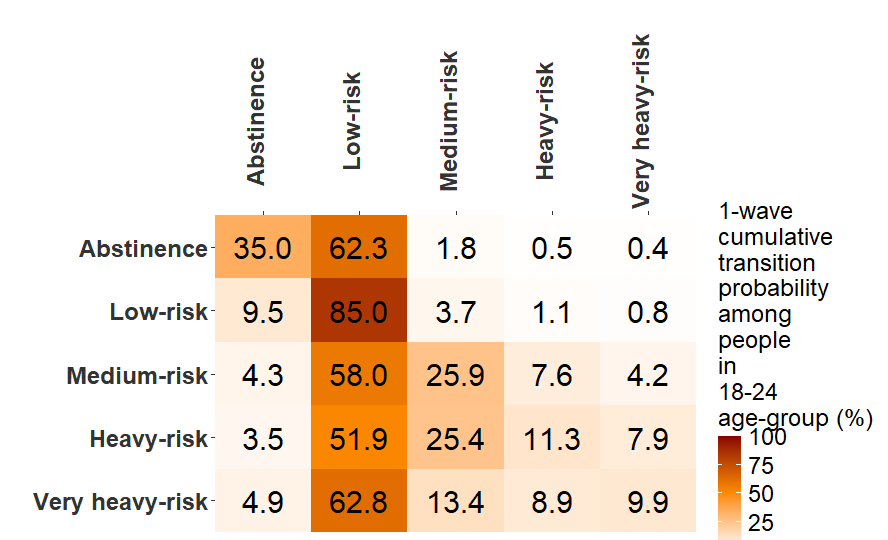 Abstinence Low-risk Medium-risk Heavy-risk Very heavy-risk
Abstinence 35.0 62.3 1.8 0.5 0.4
Low-risk 9.5 85.0 3.7 1.1 0.8
Medium-risk 4.3 58.0 25.9 7.6 4.2
Heavy-risk 3.5 51.9 25.4 11.3 7.9
Very heavy-risk 4.9 62.8 13.4 8.9 9.9
1-wave
cumulative
transition
probability
among
people
in
18-24
age-group (%)
100
75
50
25